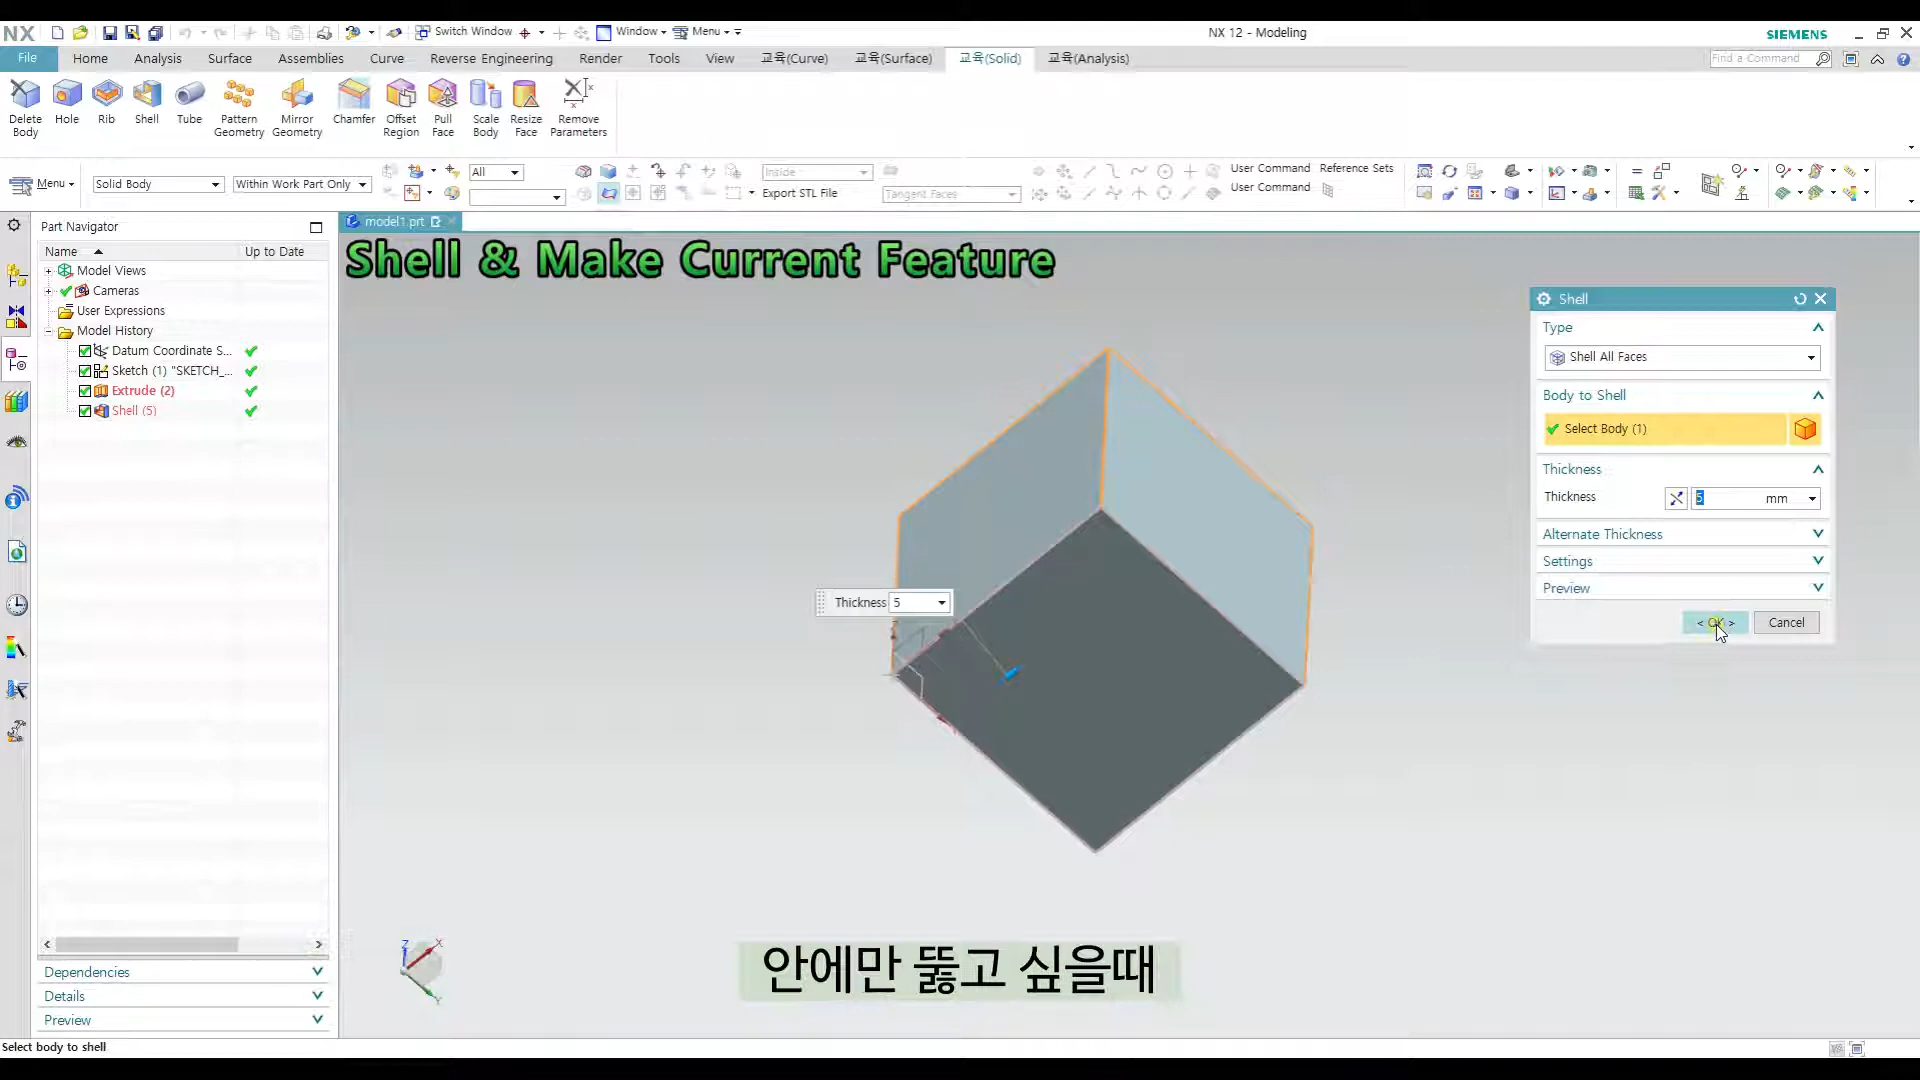 NX
Switch Window
Window
Menu
NX 12 - Modeling
SIEMENS
File
Home
Analysis
Surface
Assemblies
Curve
Reverse Engineering
Render
Tools
View
교육(Curve)
교육(Surface)
교육(Solid)
교육(Analysis)
Find a Command
Delete Body
Hole
Rib
Shell
Tube
Pattern Geometry
Mirror Geometry
Chamfer
Offset Region
Pull Face
Scale Body
Resize Face
Remove Parameters
Menu
Solid Body
Within Work Part Only
All
Inside
Export STL File
Tangent Faces
User Command
Reference Sets
User Command
Part Navigator
model1.prt
Name
Up to Date
Model Views
Cameras
User Expressions
Model History
Datum Coordinate S...
Sketch (1) "SKETCH_...
Extrude (2)
Shell (5)
Shell & Make Current Feature
Shell
Type
Shell All Faces
Body to Shell
Select Body (1)
Thickness
Thickness
5
mm
Alternate Thickness
Settings
Preview
< OK >
Cancel
Thickness 5
Z
X
Y
안에만 뚫고 싶을때
Dependencies
Details
Preview
Select body to shell